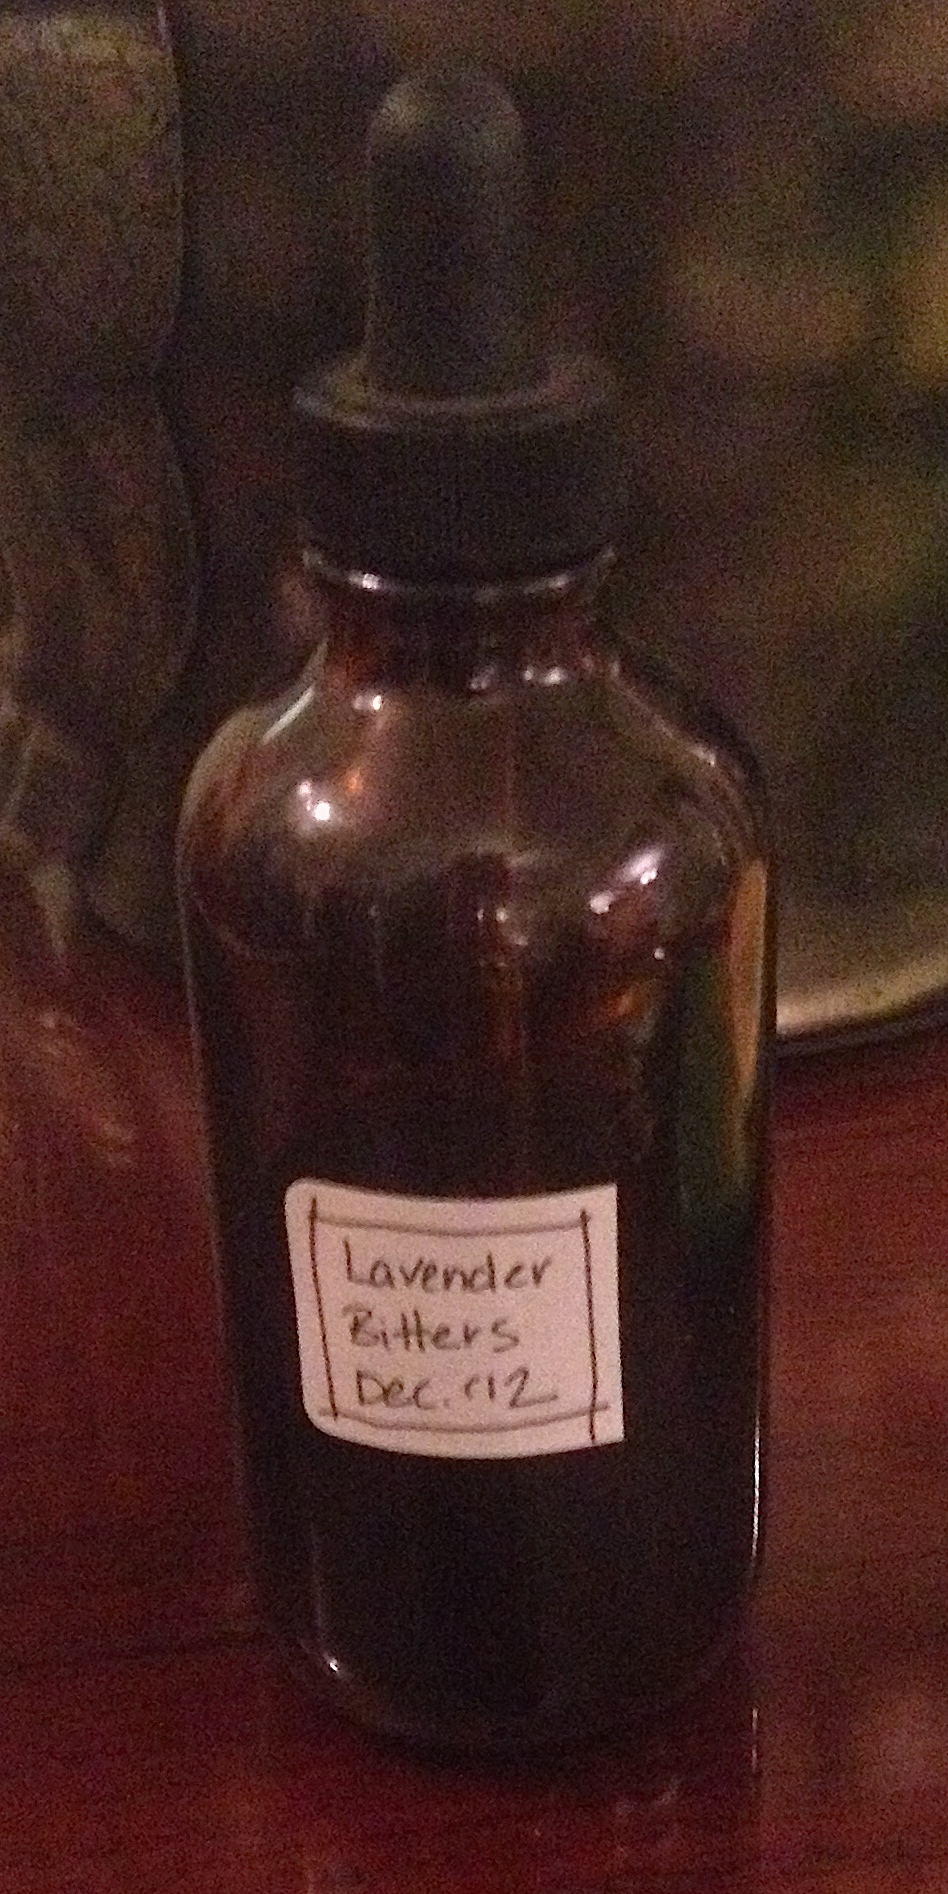 Lavender
Bitters
Dec. '12